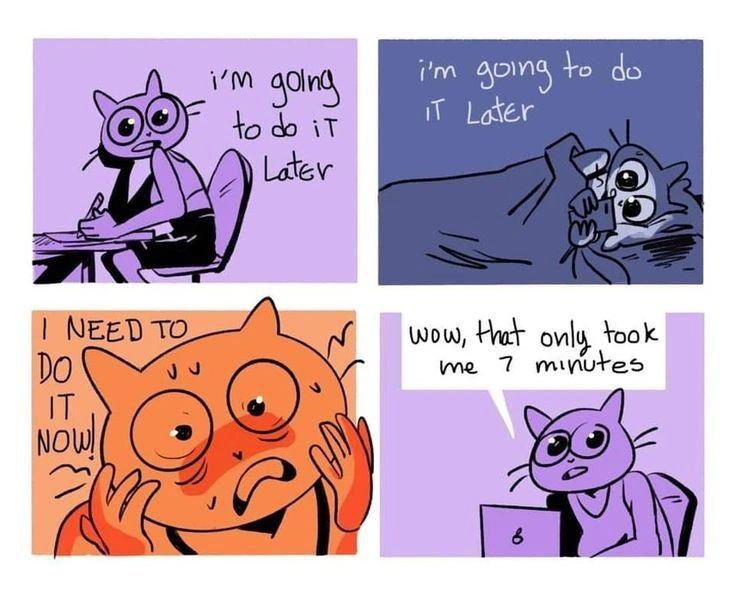 i'm going
to do iT
Later
i'm going to do
iT Later
I NEED TO
DO
IT
NOW!
wow, that only took
me 7 minutes